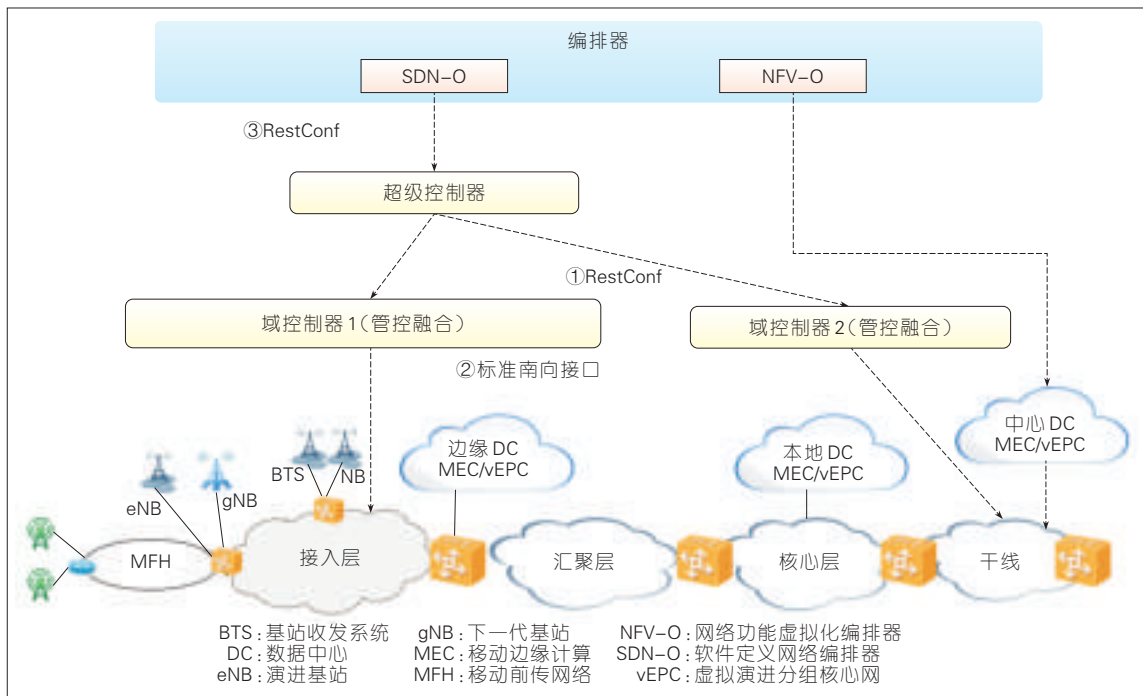 编排器
SDN-O
NFV-O
③RestConf
超级控制器
①RestConf
域控制器1(管控融合)
域控制器2(管控融合)
②标准南向接口
边缘 DC
MEC/vEPC
本地 DC
MEC/vEPC
中心 DC
MEC/vEPC
BTS
NB
eNB
gNB
MFH
接入层
汇聚层
核心层
干线
BTS:基站收发系统
gNB:下一代基站
NFV-O:网络功能虚拟化编排器
DC:数据中心
MEC:移动边缘计算
SDN-O:软件定义网络编排器
eNB:演进基站
MFH:移动前传网络
vEPC:虚拟演进分组核心网